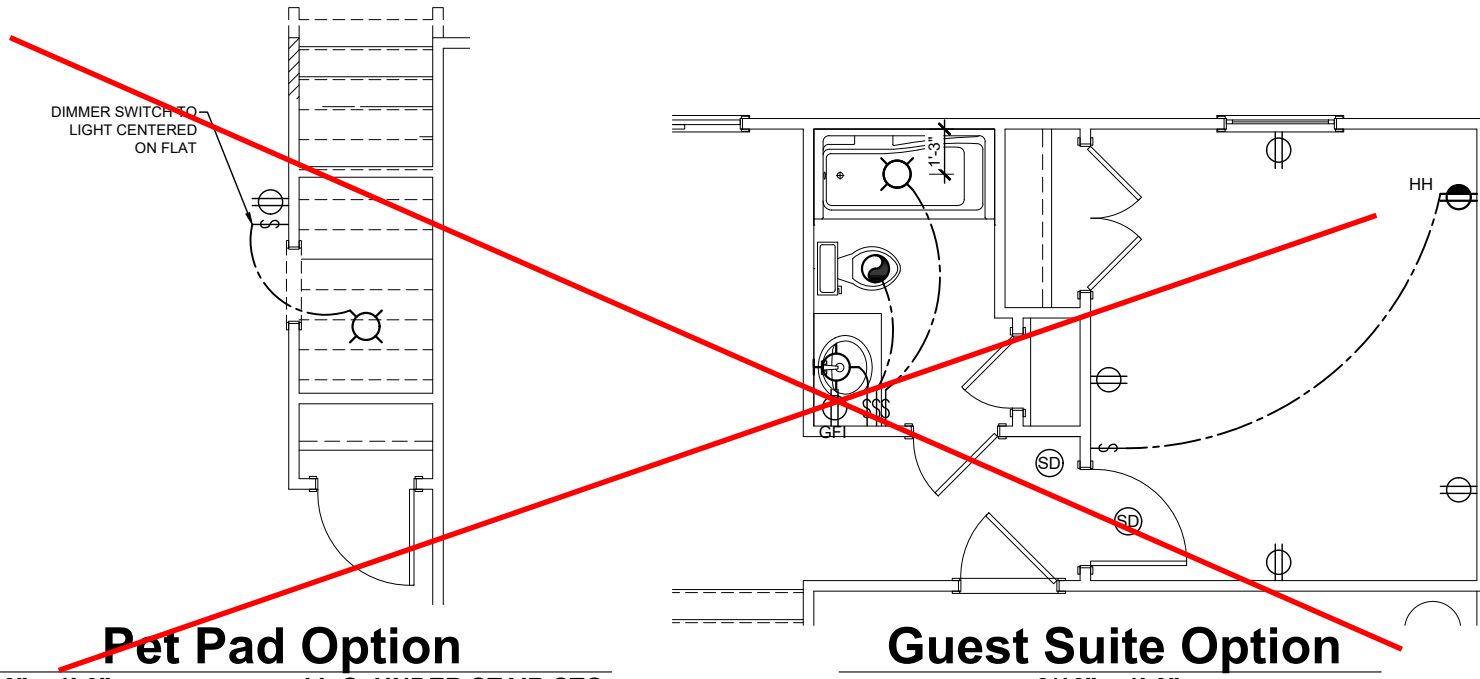 DIMMER SWITCH TO
LIGHT CENTERED
ON FLAT
S
1'-3"
HH
SSS
GFI
S
SD
SD
Pet Pad Option
Guest Suite Option